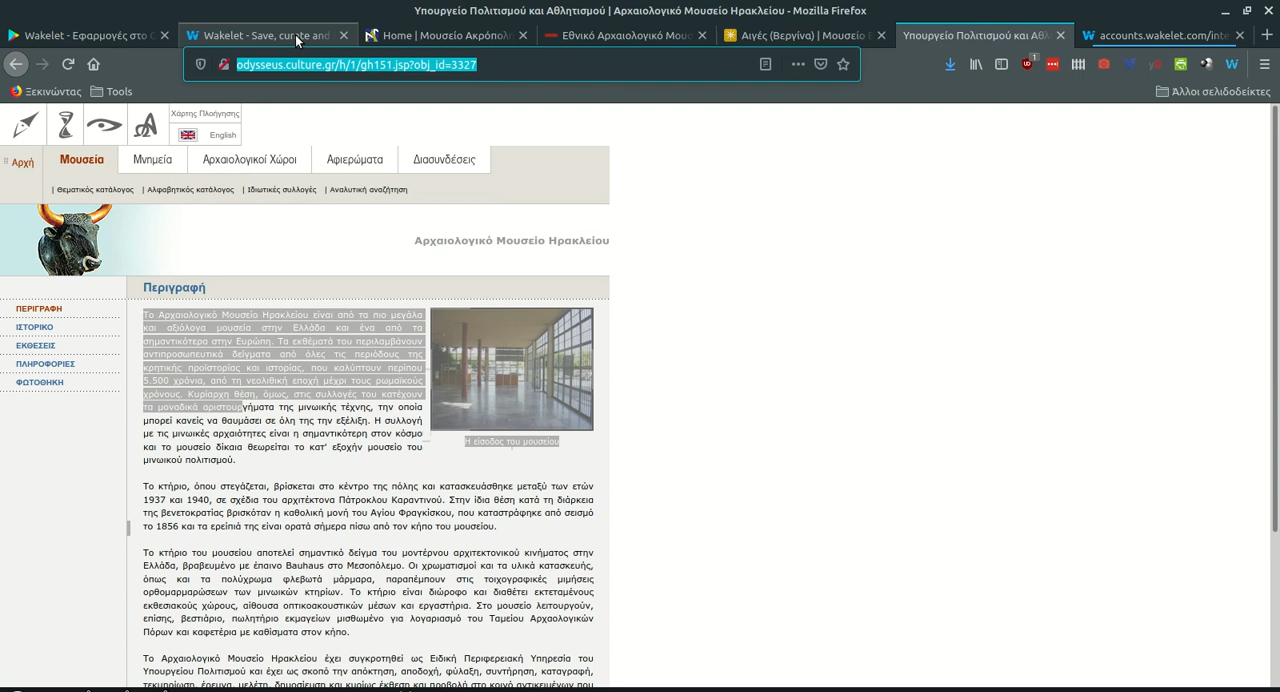 Υπουργείο Πολιτισμού και Αθλητισμού | Αρχαιολογικό Μουσείο Ηρακλείου - Mozilla Firefox
Wakelet - Εφαρμογές στο
Wakelet - Save, curate and
Home | Μουσείο Ακρόπολ
Εθνικό Αρχαιολογικό Μου
Αιγές (Βεργίνα) | Μουσείο Β
Υπουργείο Πολιτισμού και Αθλ
accounts.wakelet.com/inte
odysseus.culture.gr/h/1/gh151.jsp?obj_id=3327
Ξεκινώντας
Tools
Άλλοι σελιδοδείκτες
Χάρτης Πλοήγησης
English
Αρχή
Μουσεία
Μνημεία
Αρχαιολογικοί Χώροι
Αφιερώματα
Διασυνδέσεις
| Θεματικός κατάλογος | Αλφαβητικός κατάλογος | Ιδιωτικές συλλογές | Αναλυτική αναζήτηση
Αρχαιολογικό Μουσείο Ηρακλείου
Περιγραφή
ΠΕΡΙΓΡΑΦΗ
ΙΣΤΟΡΙΚΟ
ΕΚΘΕΣΕΙΣ
ΠΛΗΡΟΦΟΡΙΕΣ
ΦΩΤΟΘΗΚΗ
Το Αρχαιολογικό Μουσείο Ηρακλείου είναι από τα πιο μεγάλα
και αξιόλογα μουσεία στην Ελλάδα και ένα από τα
σημαντικότερα στην Ευρώπη. Τα εκθέματά του περιλαμβάνουν
αντιπροσωπευτικά δείγματα από όλες τις περιόδους της
κρητικής προϊστορίας και ιστορίας, που καλύπτουν περίπου
5.500 χρόνια, από τη νεολιθική εποχή μέχρι τους ρωμαϊκούς
χρόνους. Κυρίαρχη θέση, όμως, στις συλλογές του κατέχουν
τα μοναδικά αριστουργήματα της μινωικής τέχνης, την οποία
μπορεί κανείς να θαυμάσει σε όλη της την εξέλιξη. Η συλλογή
με τις μινωικές αρχαιότητες είναι η σημαντικότερη στον κόσμο
και το μουσείο δίκαια θεωρείται το κατ' εξοχήν μουσείο του
μινωικού πολιτισμού.
Η είσοδος του μουσείου
Το κτήριο, όπου στεγάζεται, βρίσκεται στο κέντρο της πόλης και κατασκευάσθηκε μεταξύ των ετών
1937 και 1940, σε σχέδια του αρχιτέκτονα Πάτροκλου Καραντινού. Στην ίδια θέση κατά τη διάρκεια
της βενετοκρατίας βρισκόταν η καθολική μονή του Αγίου Φραγκίσκου, που καταστράφηκε από σεισμό
το 1856 και τα ερείπιά της είναι ορατά σήμερα πίσω από τον κήπο του μουσείου.
Το κτήριο του μουσείου αποτελεί σημαντικό δείγμα του μοντέρνου αρχιτεκτονικού κινήματος στην
Ελλάδα, βραβευμένο με έπαινο Bauhaus στο Μεσοπόλεμο. Οι χρωματισμοί και τα υλικά κατασκευής,
όπως και τα πολύχρωμα φλεβωτά μάρμαρα, παραπέμπουν στις τοιχογραφικές μιμήσεις
ορθομαρμαρώσεων των μινωικών κτηρίων. Το κτήριο είναι διώροφο και διαθέτει εκτεταμένους
εκθεσιακούς χώρους, αίθουσα οπτικοακουστικών μέσων και εργαστήρια. Στο μουσείο λειτουργούν,
επίσης, βεστιάριο, πωλητήριο εκμαγείων μισθωμένο για λογαριασμό του Ταμείου Αρχαιολογικών
Πόρων και καφετέρια με καθίσματα στον κήπο.
Το Αρχαιολογικό Μουσείο Ηρακλείου έχει συγκροτηθεί ως Ειδική Περιφερειακή Υπηρεσία του
Υπουργείου Πολιτισμού και έχει ως σκοπό την απόκτηση, αποδοχή, φύλαξη, συντήρηση, καταγραφή,
τεκμηρίωση, έρευνα, μελέτη, δημοσίευση και κυρίως έκθεση και προβολή στο κοινό αντικειμένων που